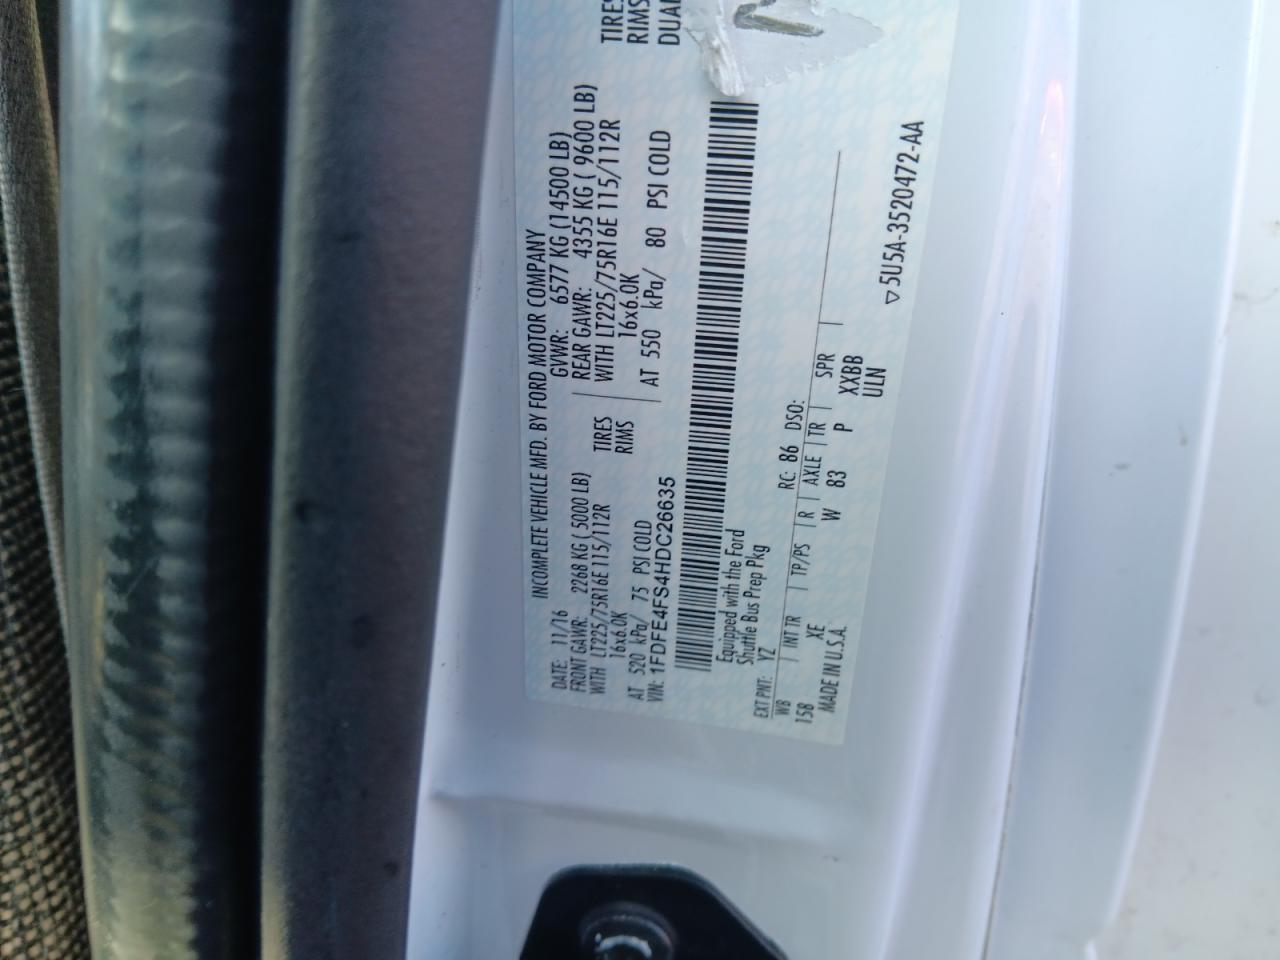 INCOMPLETE VEHICLE MFD. BY FORD MOTOR COMPANY
DATE: 11/16 GVWR: 6577 KG (14500 LB)
FRONT GAWR: 2268 KG (5000 LB) REAR GAWR: 4355 KG (9600 LB)
WITH LT225/75R16E 115/112R TIRES WITH LT225/75R16E 115/112R TIRES
16x6.0K RIMS 16x6.0K RIMS
AT 520 kPa/ 75 PSI COLD AT 550 kPa/ 80 PSI COLD DUAL
VIN: 1FDFE4FS4HDC26635
Equipped with the Ford
Shuttle Bus Prep Pkg
EXT PNT: YZ RC: 86 DSO:
WB INT TR TP/PS R AXLE TR SPR
158 XE W 83 P XXBB
MADE IN U.S.A. ULN
▽5U5A-3520472-AA